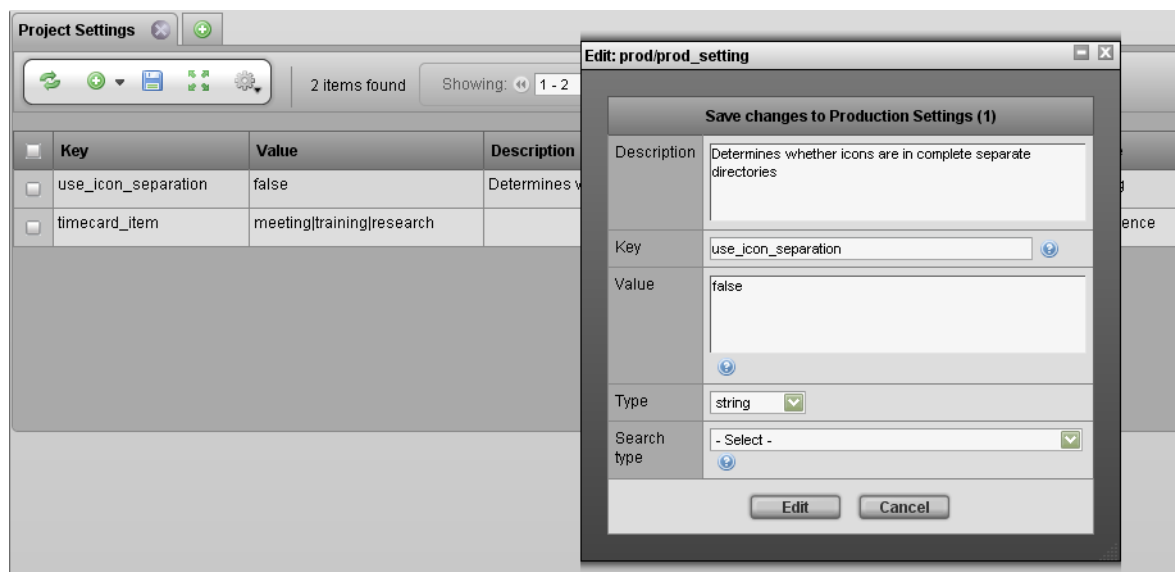 Project Settings
2 items found
Showing:
1 - 2
Key
Value
Description
use_icon_separation
false
Determines
timecard_item
meeting|training|research
Edit: prod/prod_setting
Save changes to Production Settings (1)
Description
Determines whether icons are in complete separate
directories
Key
use_icon_separation
Value
false
Type
string
Search
type
- Select -
Edit
Cancel
ence